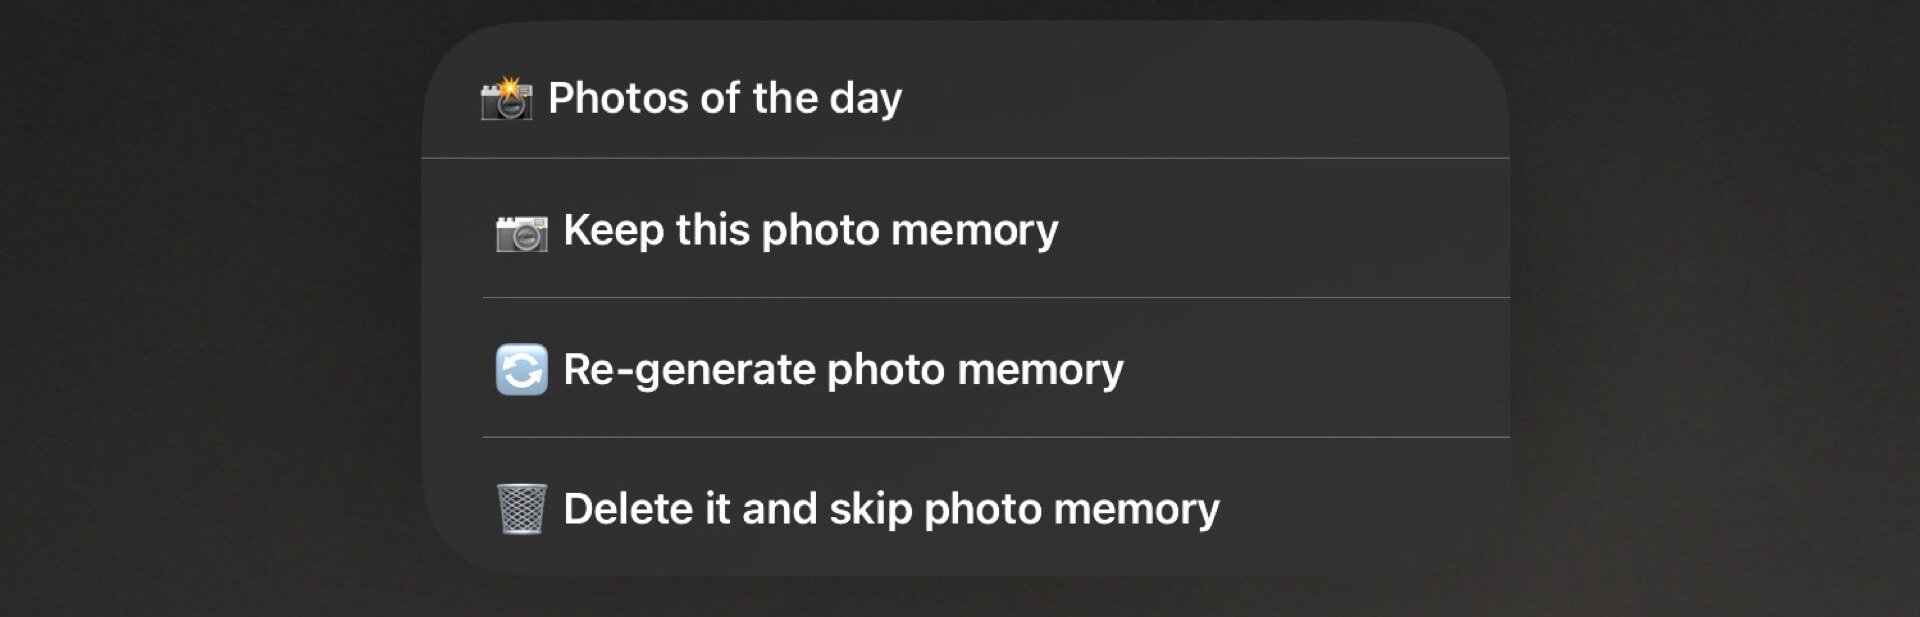 📸 Photos of the day
📷 Keep this photo memory
🔄 Re-generate photo memory
🗑️ Delete it and skip photo memory